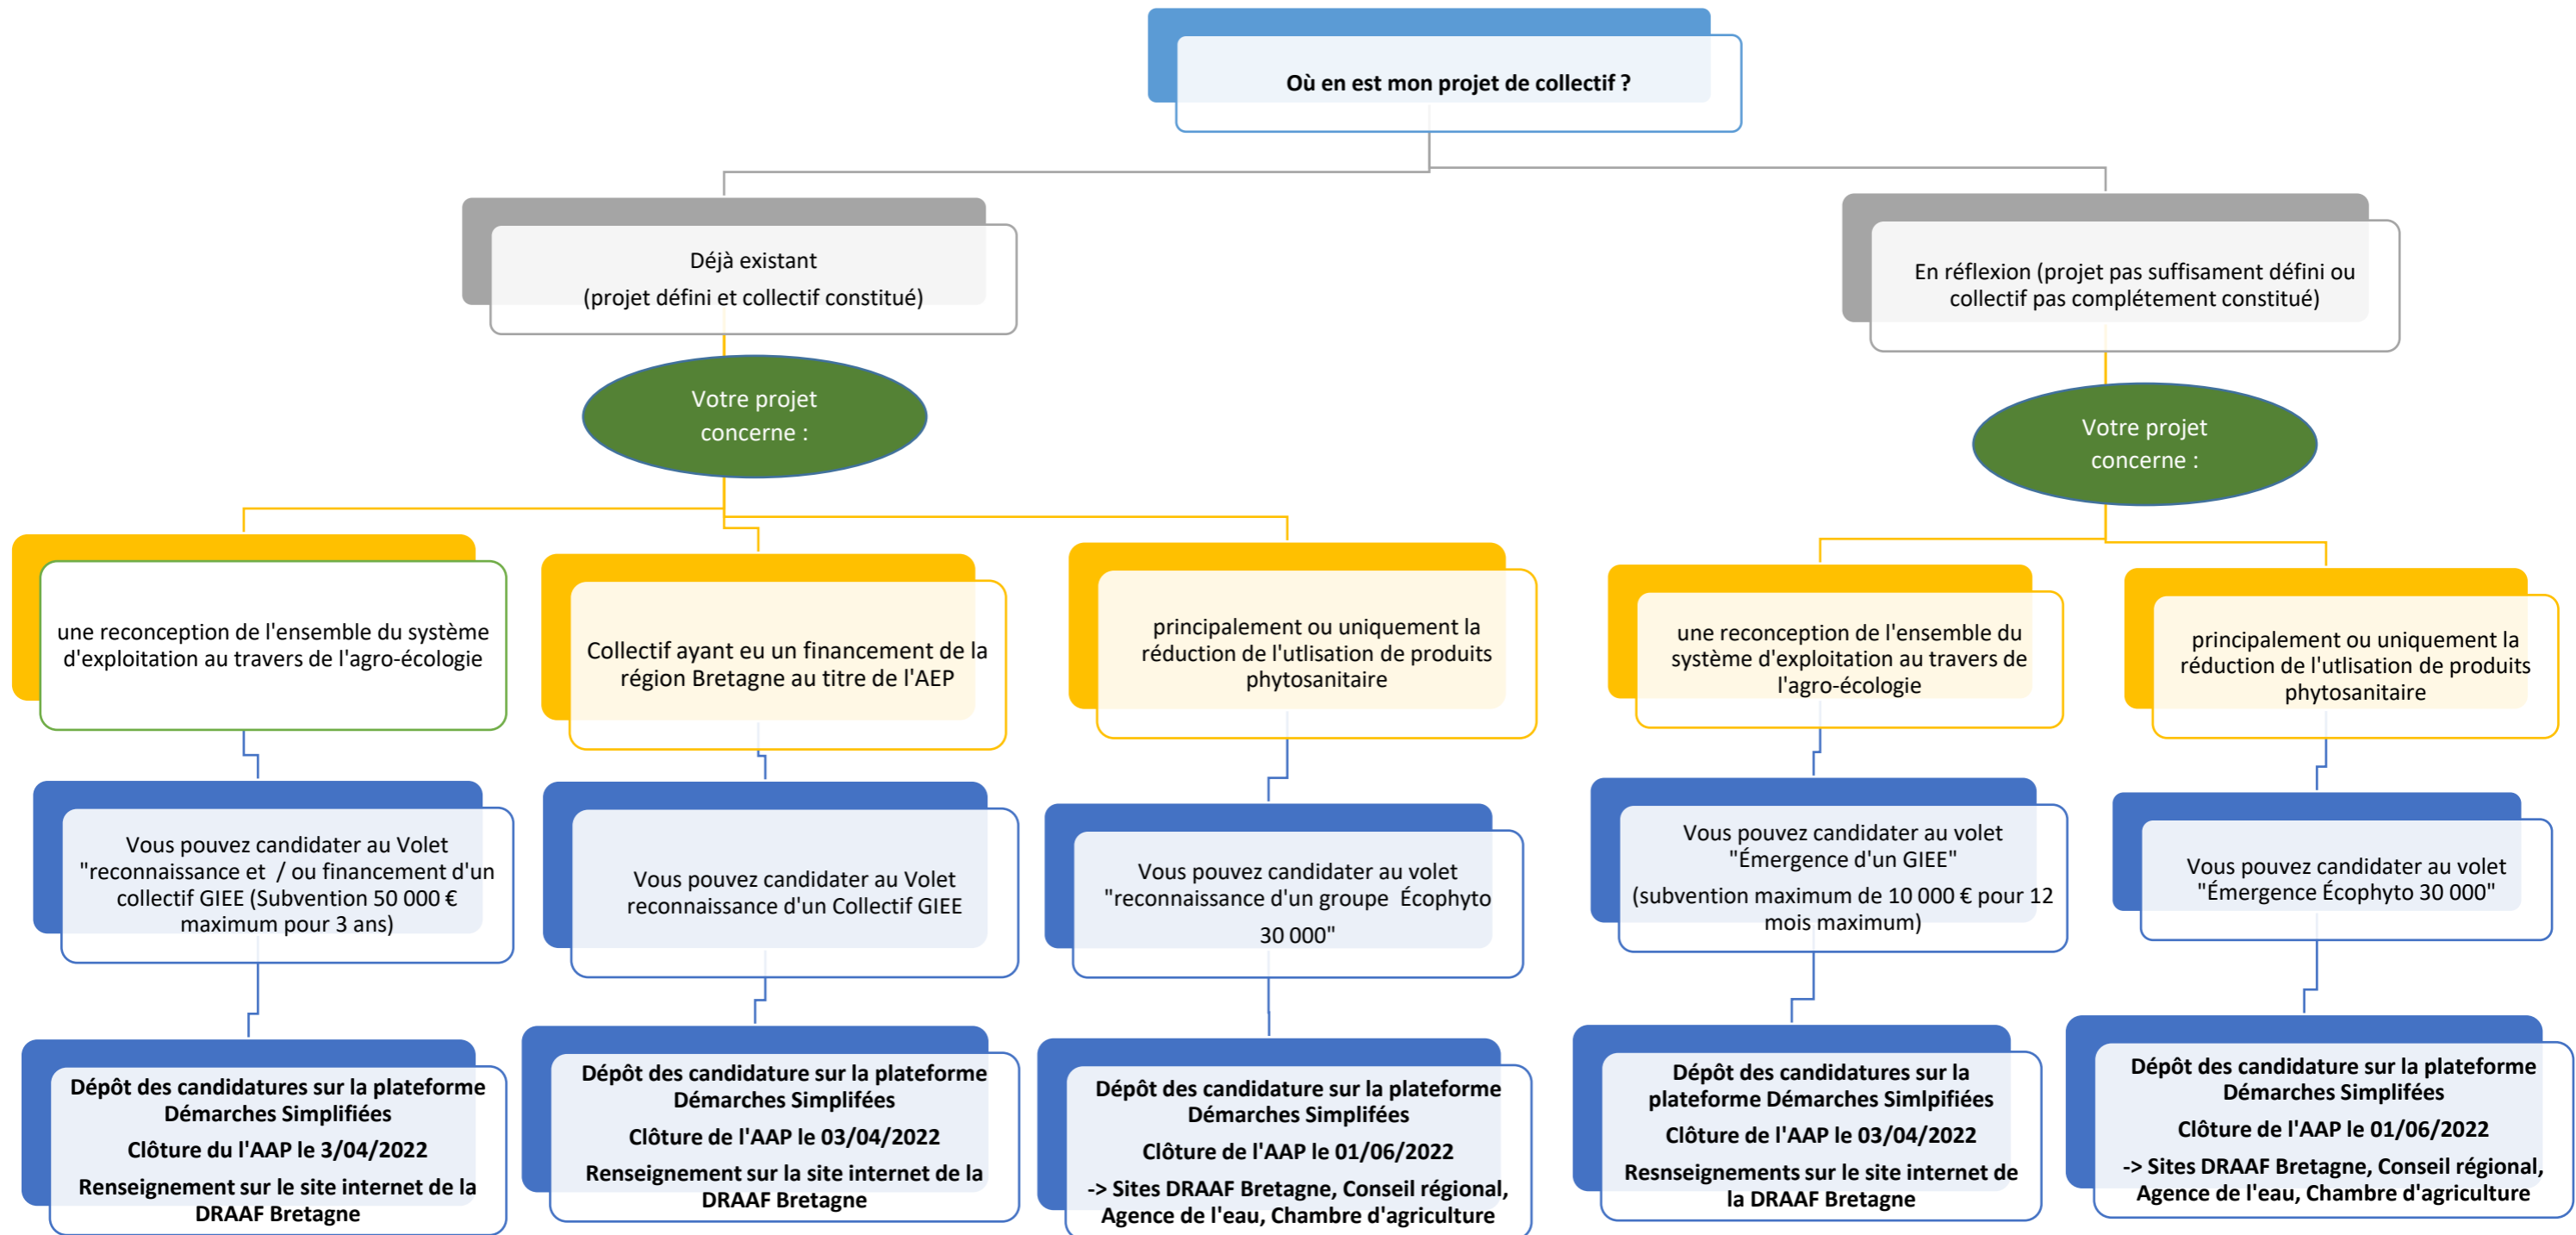 Où en est mon projet de collectif ?
Déjà existant
(projet défini et collectif constitué)
En réflexion (projet pas suffisament défini ou
collectif pas complétement constitué)
Votre projet
concerne :
Votre projet
concerne :
une reconception de l'ensemble du système
d'exploitation au travers de l'agro-écologie
Collectif ayant eu un financement de la
région Bretagne au titre de l'AEP
principalement ou uniquement la
réduction de l'utlisation de produits
phytosanitaire
une reconception de l'ensemble du
système d'exploitation au travers de
l'agro-écologie
principalement ou uniquement la
réduction de l'utlisation de produits
phytosanitaire
Vous pouvez candidater au Volet
"reconnaissance et / ou financement d'un
collectif GIEE (Subvention 50 000 €
maximum pour 3 ans)
Vous pouvez candidater au Volet
reconnaissance d'un Collectif GIEE
Vous pouvez candidater au volet
"reconnaissance d'un groupe Écophyto
30 000"
Vous pouvez candidater au volet
"Émergence d'un GIEE"
(subvention maximum de 10 000 € pour 12
mois maximum)
Vous pouvez candidater au volet
"Émergence Écophyto 30 000"
Dépôt des candidatures sur la plateforme
Démarches Simplifiées
Clôture du l'AAP le 3/04/2022
Renseignement sur le site internet de la
DRAAF Bretagne
Dépôt des candidature sur la plateforme
Démarches Simplifées
Clôture de l'AAP le 03/04/2022
Renseignement sur la site internet de la
DRAAF Bretagne
Dépôt des candidature sur la plateforme
Démarches Simplifées
Clôture de l'AAP le 01/06/2022
-> Sites DRAAF Bretagne, Conseil régional,
Agence de l'eau, Chambre d'agriculture
Dépôt des candidatures sur la
plateforme Démarches Simlpifiées
Clôture de l'AAP le 03/04/2022
Resnseignements sur le site internet de
la DRAAF Bretagne
Dépôt des candidature sur la plateforme
Démarches Simplifées
Clôture de l'AAP le 01/06/2022
-> Sites DRAAF Bretagne, Conseil régional,
Agence de l'eau, Chambre d'agriculture